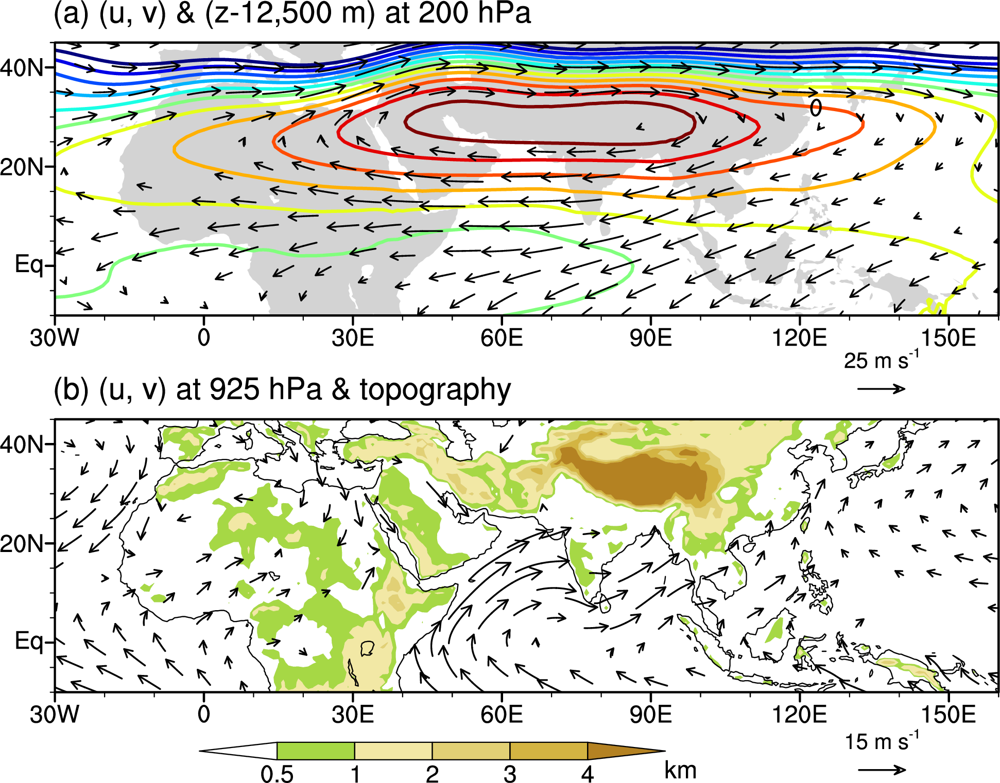 (a) (u, v) & (z-12,500 m) at 200 hPa
40N
0
20N
Eq
30W 0 30E 60E 90E 120E 150E
25 m s-1
(b) (u, v) at 925 hPa & topography
40N
20N
Eq
30W 0 30E 60E 90E 120E 150E
15 m s-1
0.5 1 2 3 4 km